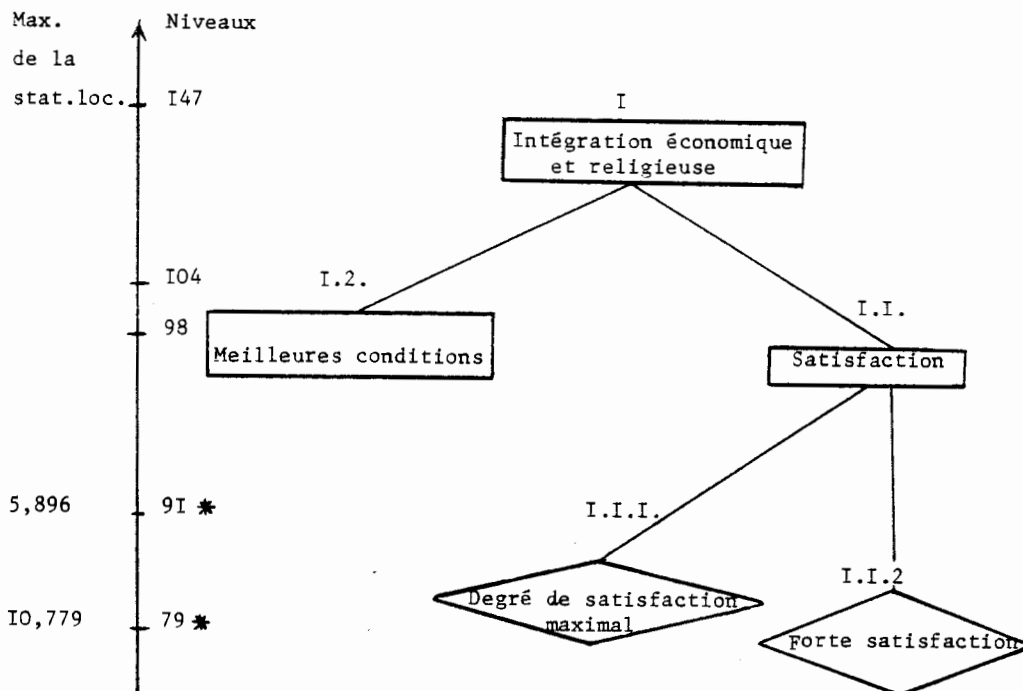 Max.
Niveaux
de la
stat.loc.
I47
I
Intégration économique
et religieuse
I04
I.2.
98
I.I.
Meilleures conditions
Satisfaction
5,896
9I *
I.I.I.
I.I.2
I0,779
79 *
Degré de satisfaction
maximal
Forte satisfaction